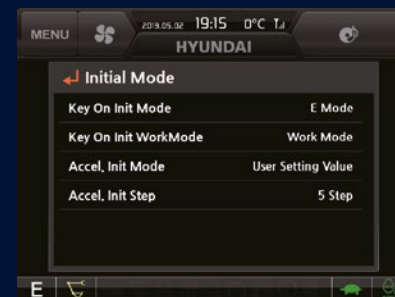 MENU
2019.05.02 19:15 0°C
HYUNDAI
Initial Mode
Key On Init Mode E Mode
Key On Init WorkMode Work Mode
Accel. Init Mode User Setting Value
Accel. Init Step 5 Step
E